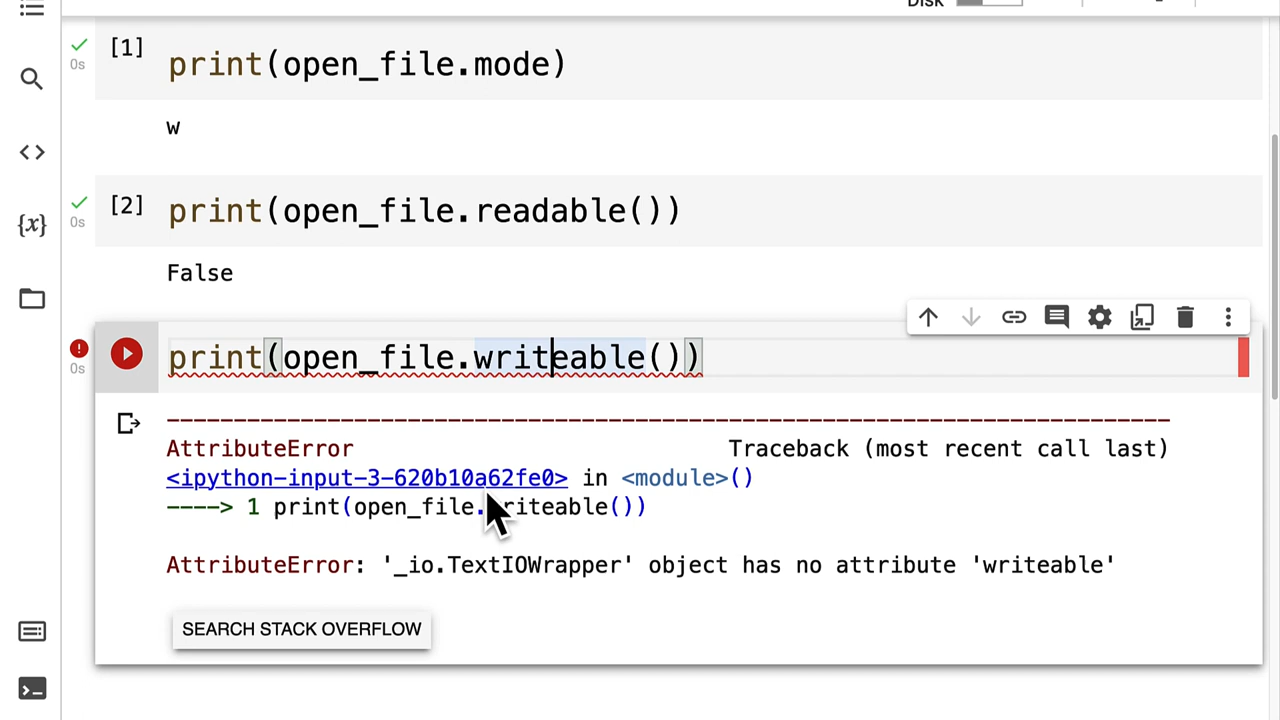 Disk
[1]
print(open_file.mode)
0s
w
{x}
[2]
print(open_file.readable())
0s
False
print(open_file.writeable())
0s
AttributeError Traceback (most recent call last)
<ipython-input-3-620b10a62fe0> in <module>()
----> 1 print(open_file.writeable())
AttributeError: '_io.TextIOWrapper' object has no attribute 'writeable'
SEARCH STACK OVERFLOW